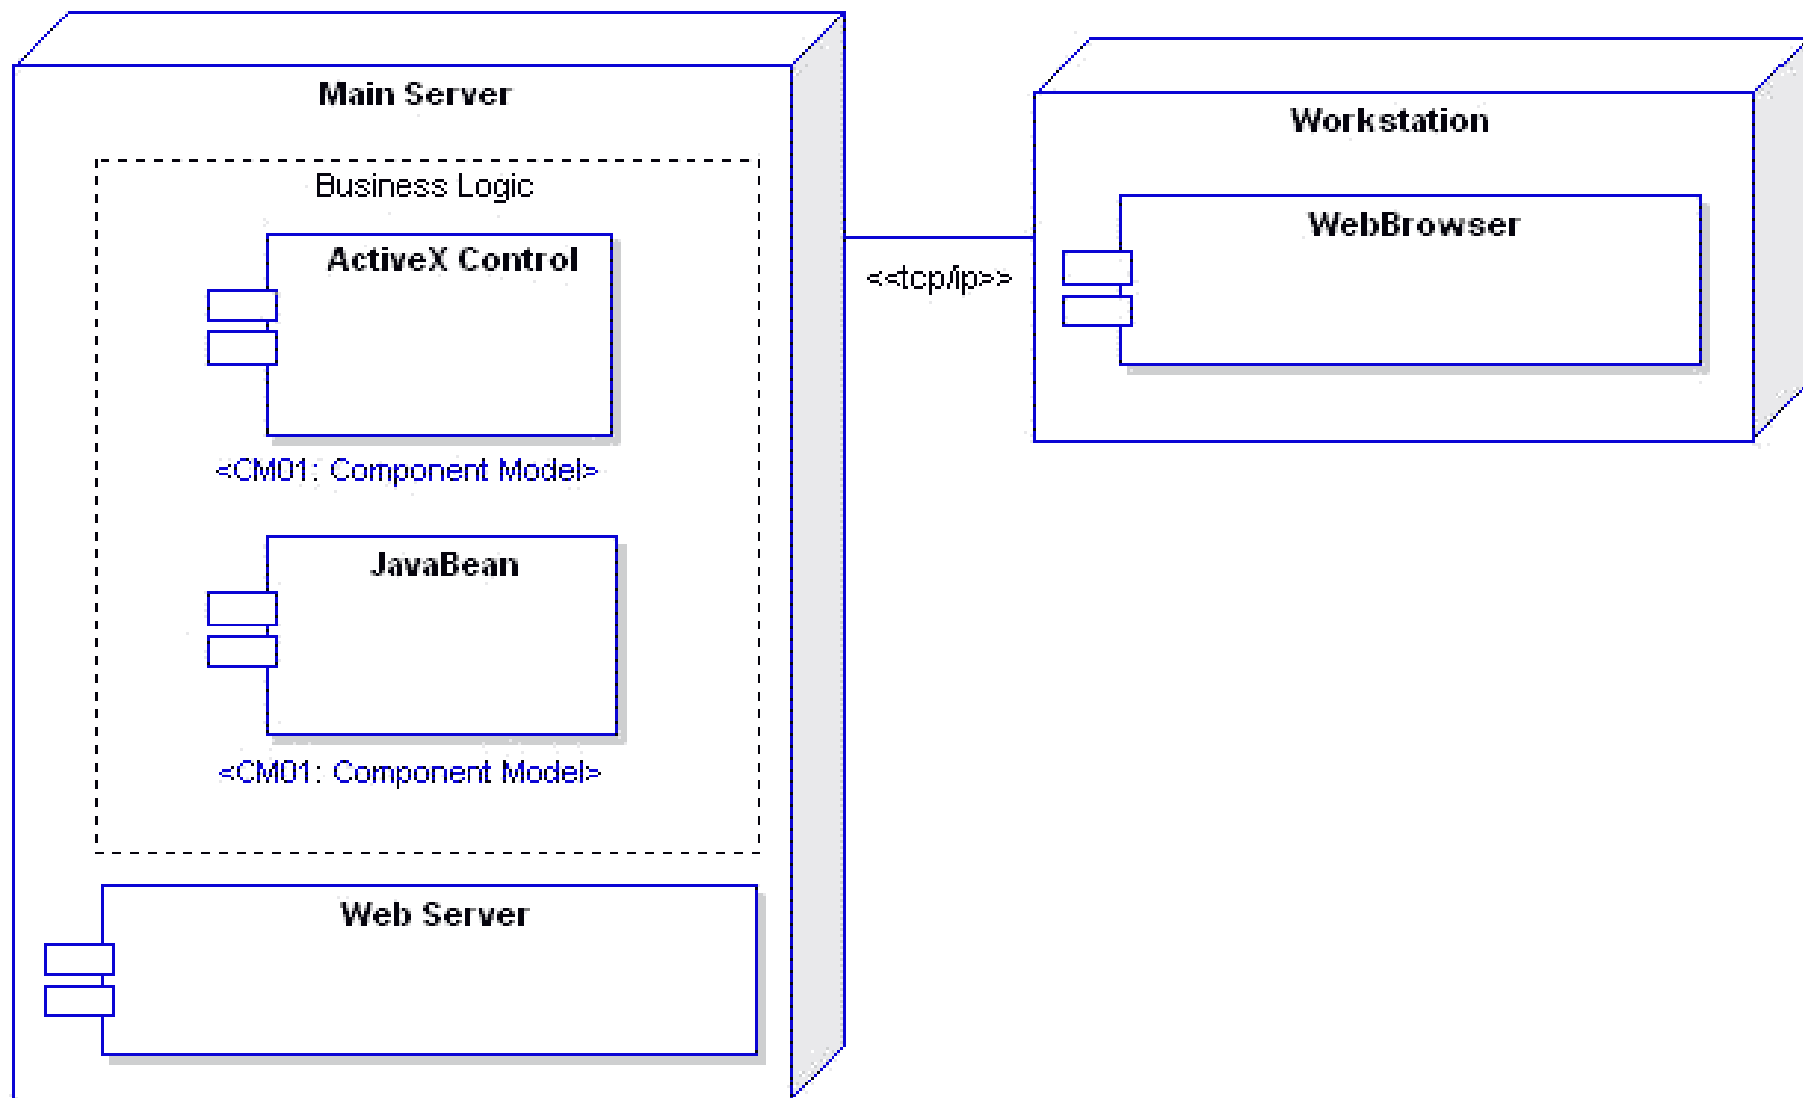 Main Server
Business Logic
ActiveX Control
<CM01: Component Model>
JavaBean
<CM01: Component Model>
Web Server
<<tcp/ip>>
Workstation
WebBrowser